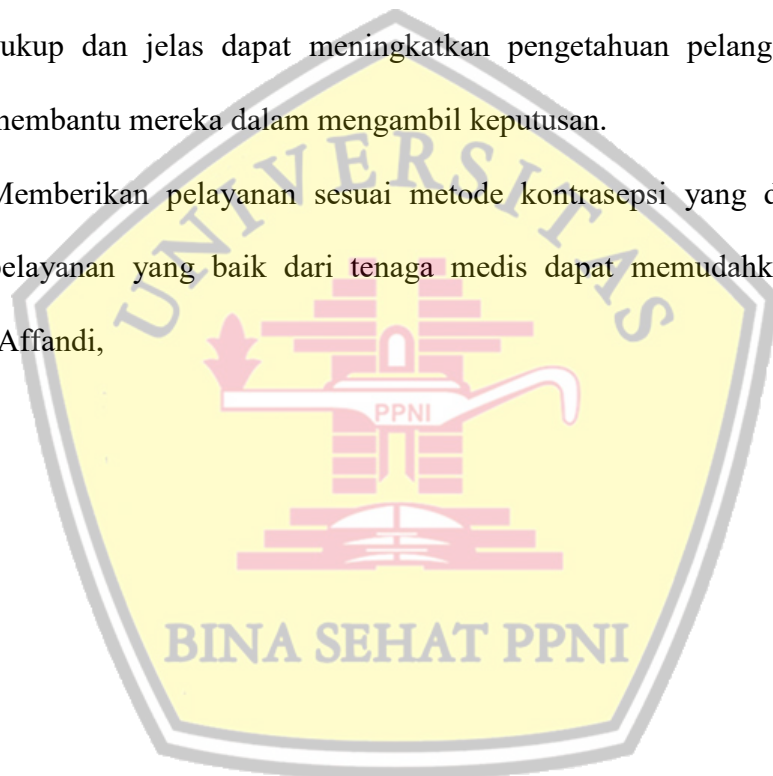 ukup dan jelas dapat meningkatkan pengetahuan pelang
membantu mereka dalam mengambil keputusan.
UNIVERSITAS
Memberikan pelayanan sesuai metode kontrasepsi yang d
pelayanan yang baik dari tenaga medis dapat memudahk
Affandi,
PPNI
BINA SEHAT PPNI